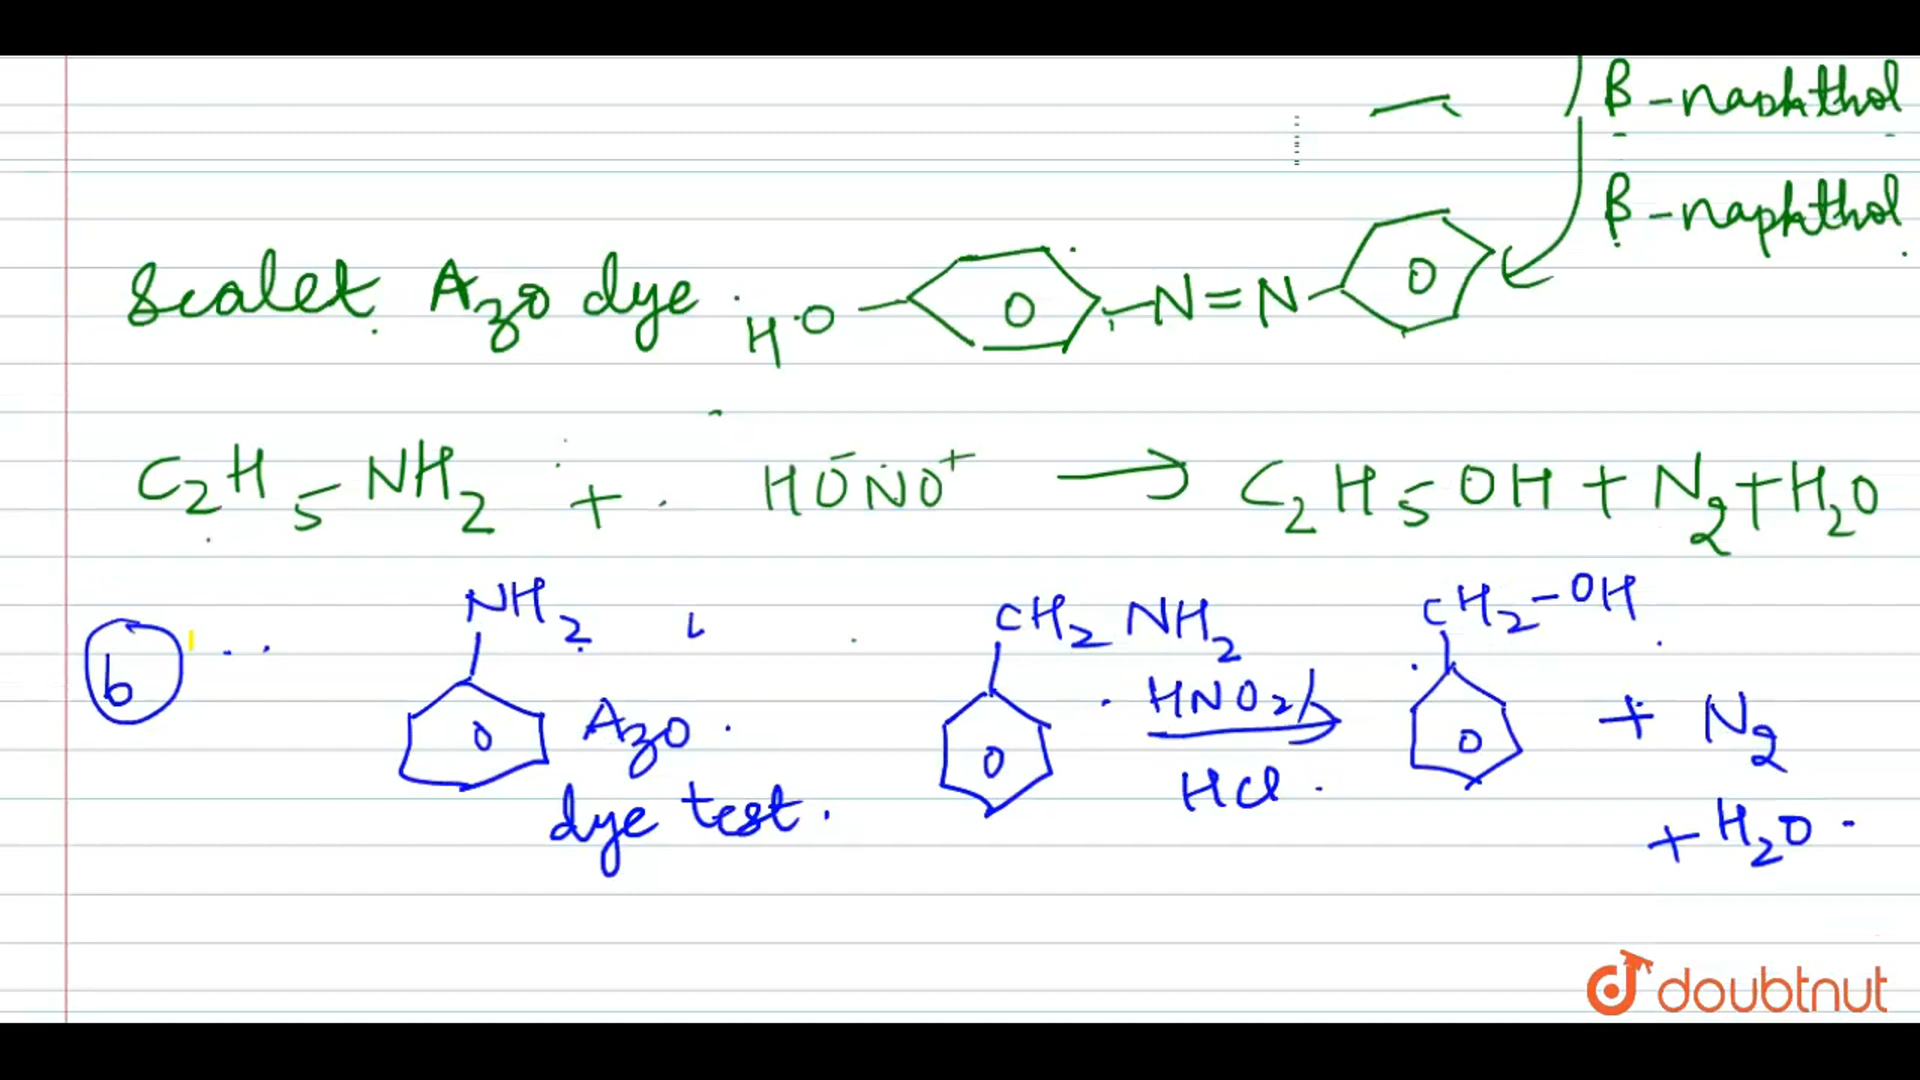 β-naphthol
β-naphthol
Scalet Azo dye HO N=N
C2H5NH2 + HONO → C2H5OH + N2 + H2O
b NH2 CH2NH2 CH2-OH
Azo HNO2/ + N2
dye test. HCl + H2O
doubtnut